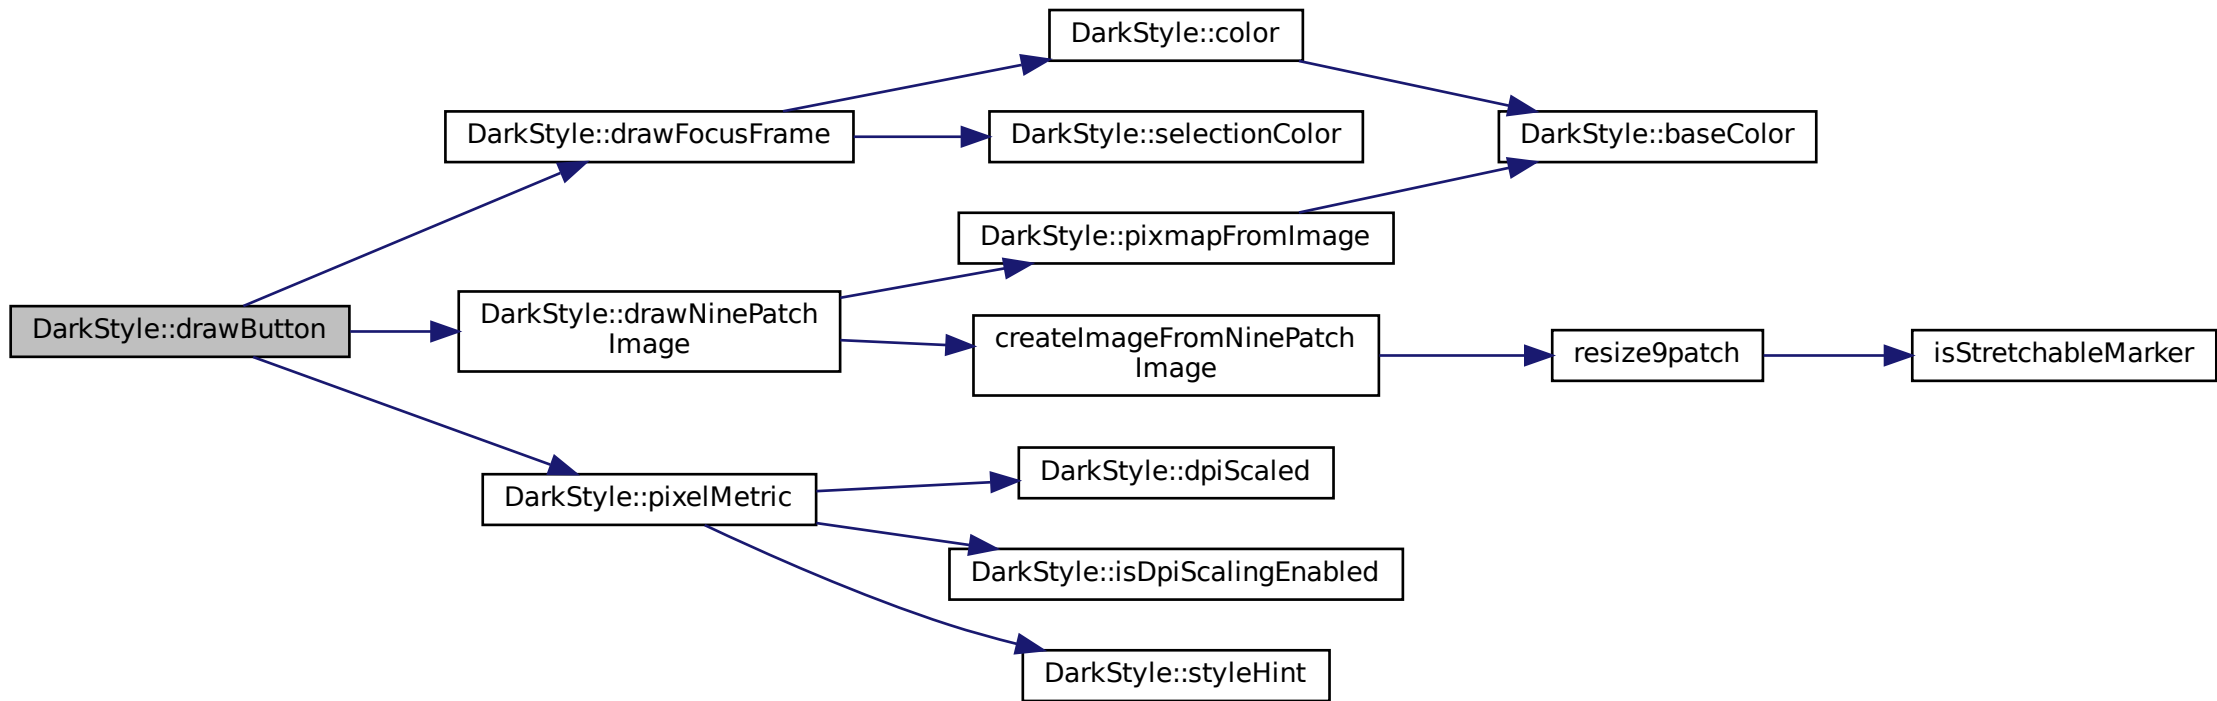 DarkStyle::drawButton
DarkStyle::drawFocusFrame
DarkStyle::color
DarkStyle::selectionColor
DarkStyle::baseColor
DarkStyle::drawNinePatch
Image
DarkStyle::pixmapFromImage
createImageFromNinePatch
Image
resize9patch
isStretchableMarker
DarkStyle::pixelMetric
DarkStyle::dpiScaled
DarkStyle::isDpiScalingEnabled
DarkStyle::styleHint